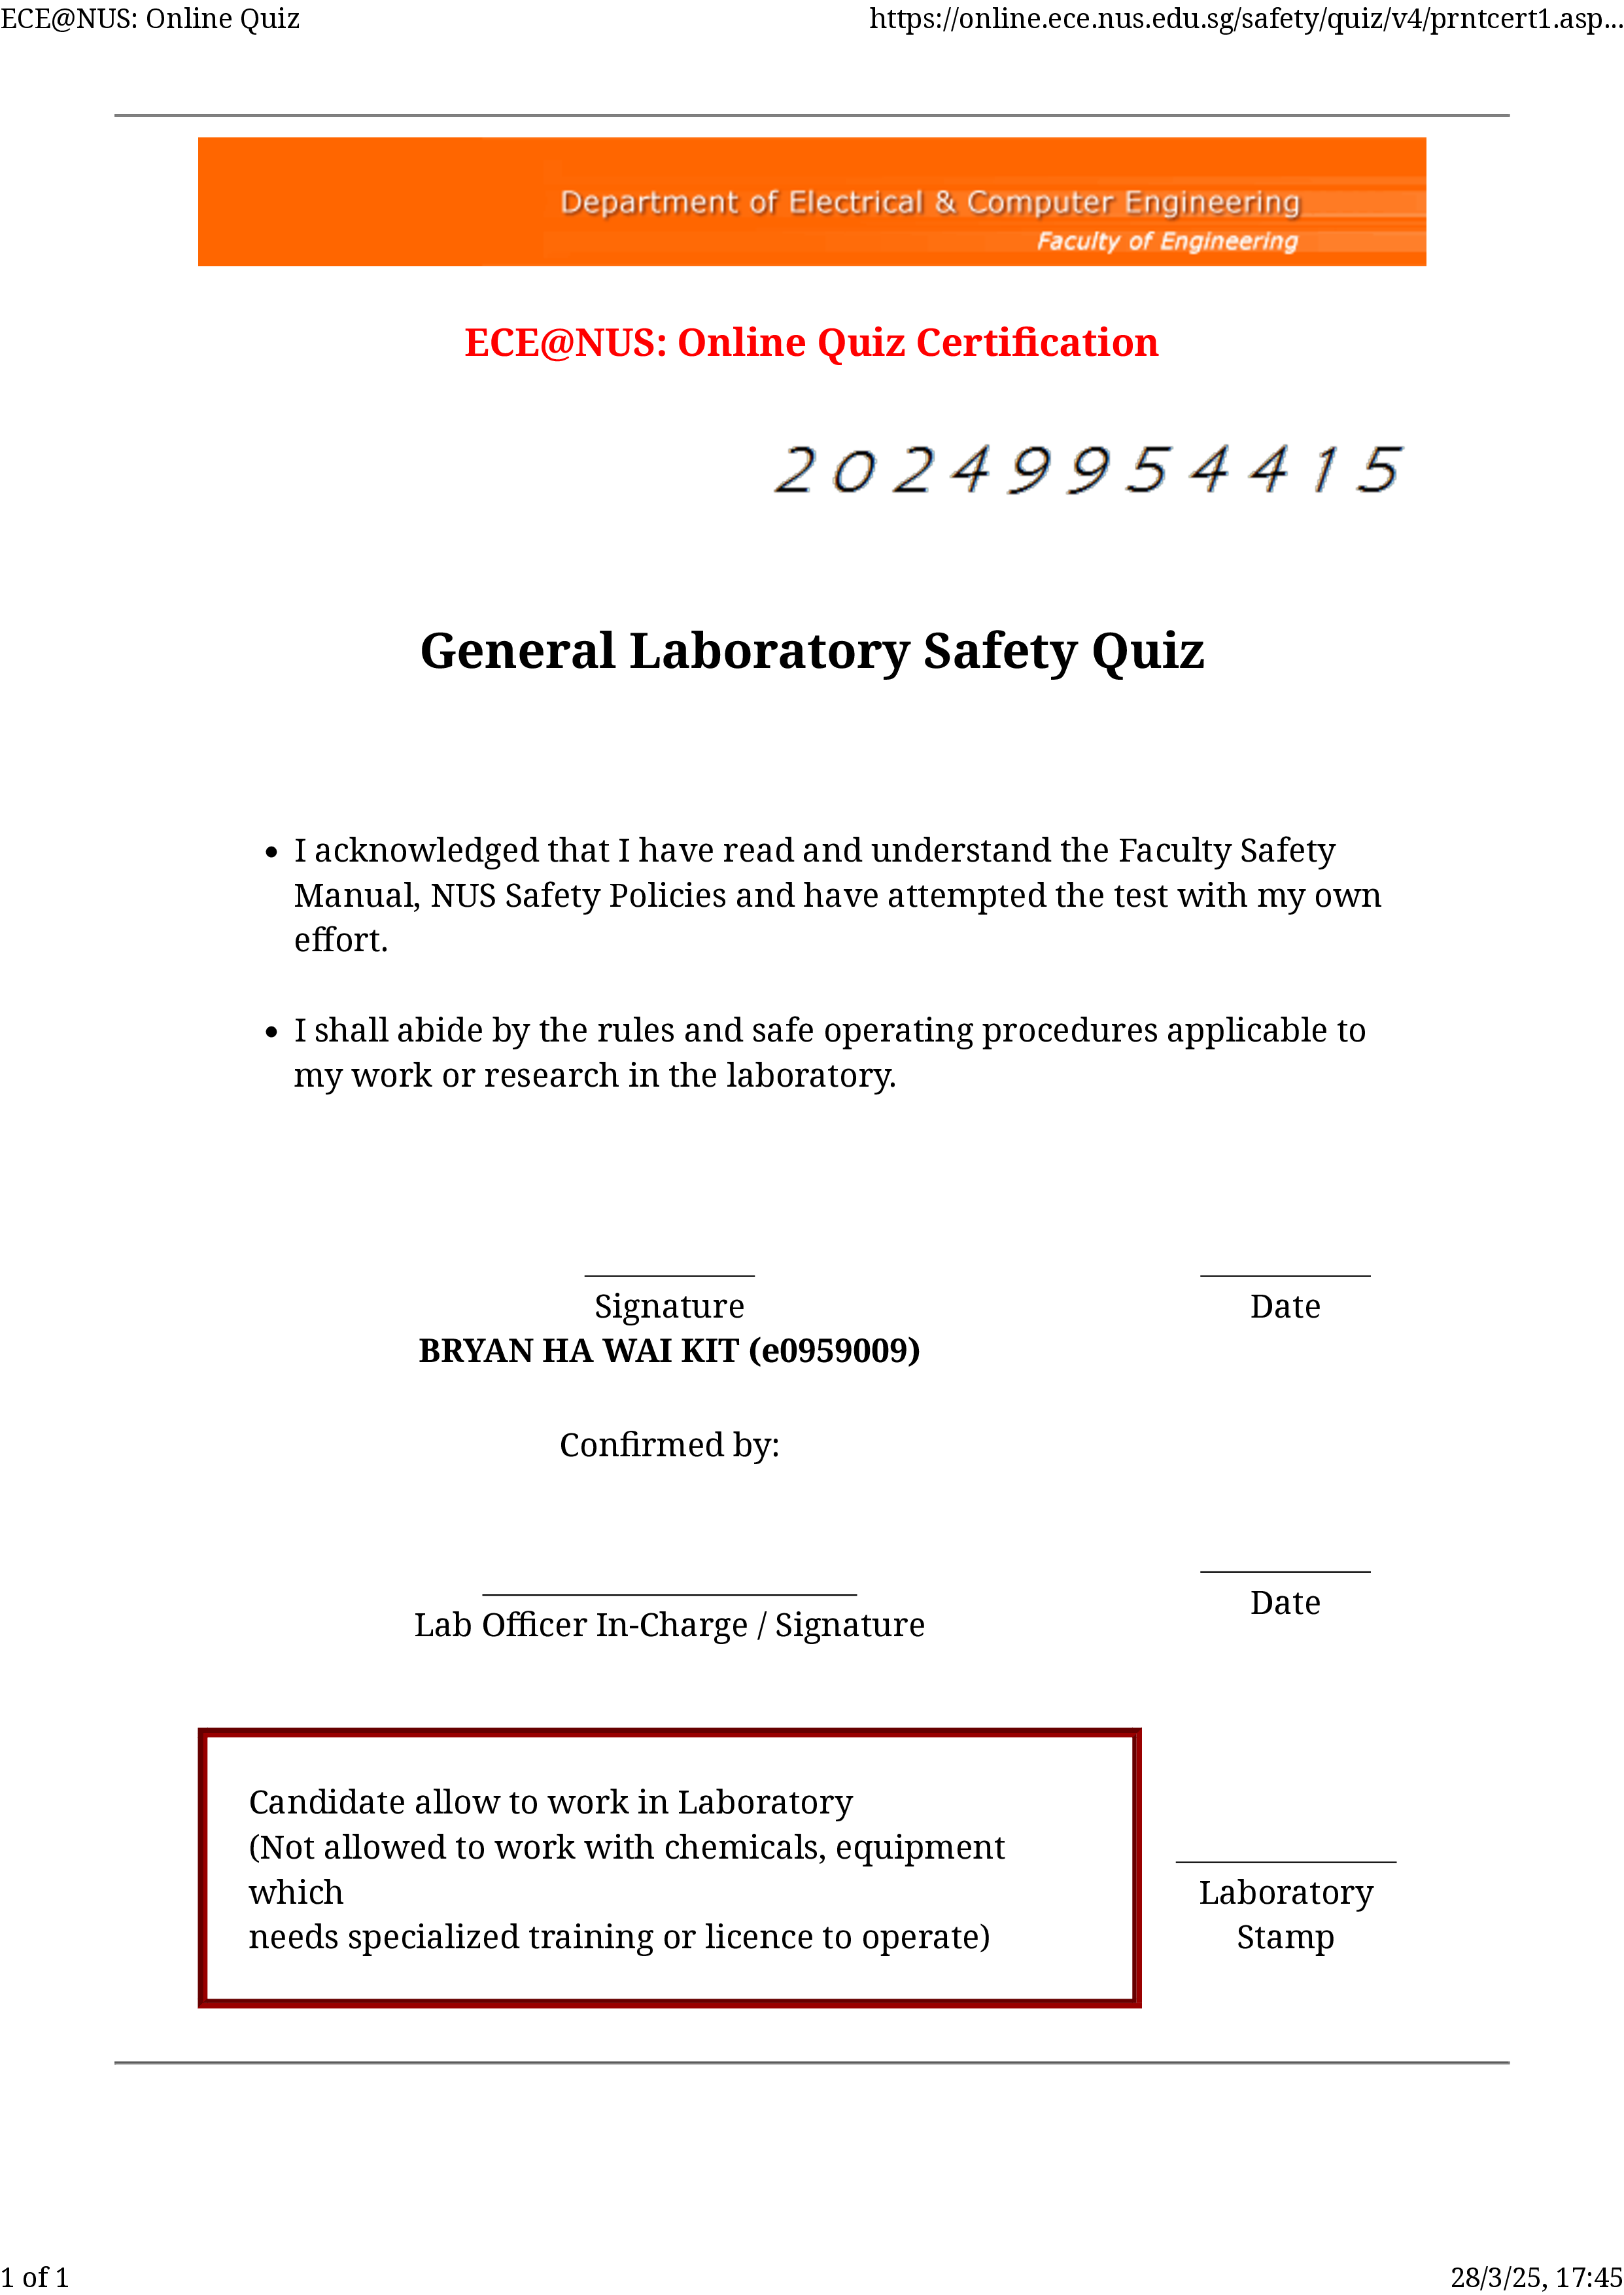 ECE@NUS: Online Quiz https://online.ece.nus.edu.sg/safety/quiz/v4/prntcert1.asp...
Department of Electrical & Computer Engineering
Faculty of Engineering
ECE@NUS: Online Quiz Certification
2 0 2 4 9 9 5 4 4 1 5
General Laboratory Safety Quiz
• I acknowledged that I have read and understand the Faculty Safety
Manual, NUS Safety Policies and have attempted the test with my own
effort.
• I shall abide by the rules and safe operating procedures applicable to
my work or research in the laboratory.
Signature Date
BRYAN HA WAI KIT (e0959009)
Confirmed by:
Lab Officer In-Charge / Signature Date
Candidate allow to work in Laboratory
(Not allowed to work with chemicals, equipment
which
needs specialized training or licence to operate)
Laboratory
Stamp
1 of 1 28/3/25, 17:45